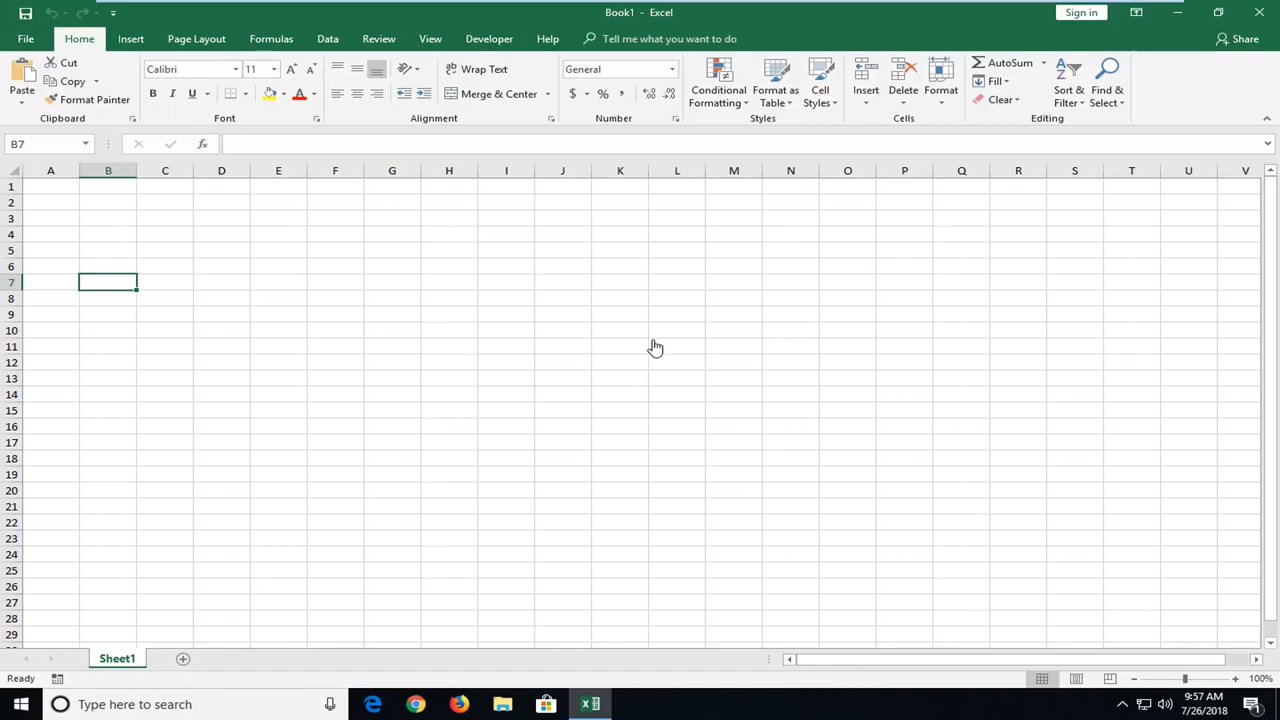 Book1 - Excel
Sign in
File Home Insert Page Layout Formulas Data Review View Developer Help Tell me what you want to do Share
Paste
Cut
Copy
Format Painter
Clipboard
Calibri 11
B I U A
Font
Wrap Text
Merge & Center
Alignment
General
$ % ,
Number
Conditional Formatting
Format as Table
Cell Styles
Styles
Insert
Delete
Format
Cells
AutoSum
Fill
Clear
Sort & Filter
Find & Select
Editing
B7 fx
A B C D E F G H I J K L M N O P Q R S T U V
1
2
3
4
5
6
7
8
9
10
11
12
13
14
15
16
17
18
19
20
21
22
23
24
25
26
27
28
29
Sheet1
Ready 100%
Type here to search
9:57 AM
7/26/2018
1